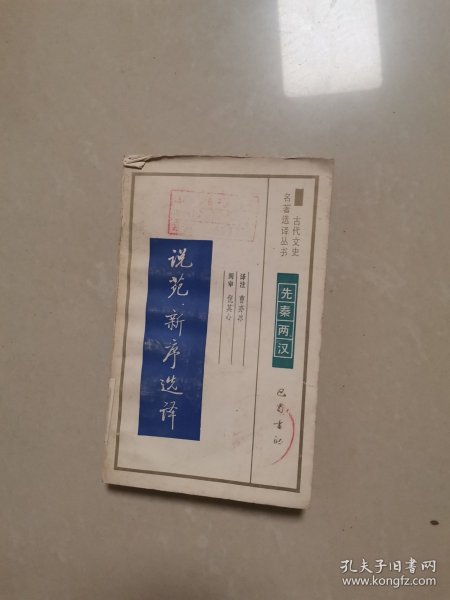 古代文史
名著选译丛书
先秦两汉
巴蜀书社
译注 曹亦冰
审阅 倪其心
说苑·新序选译
孔夫子旧书网
www.kongfz.com